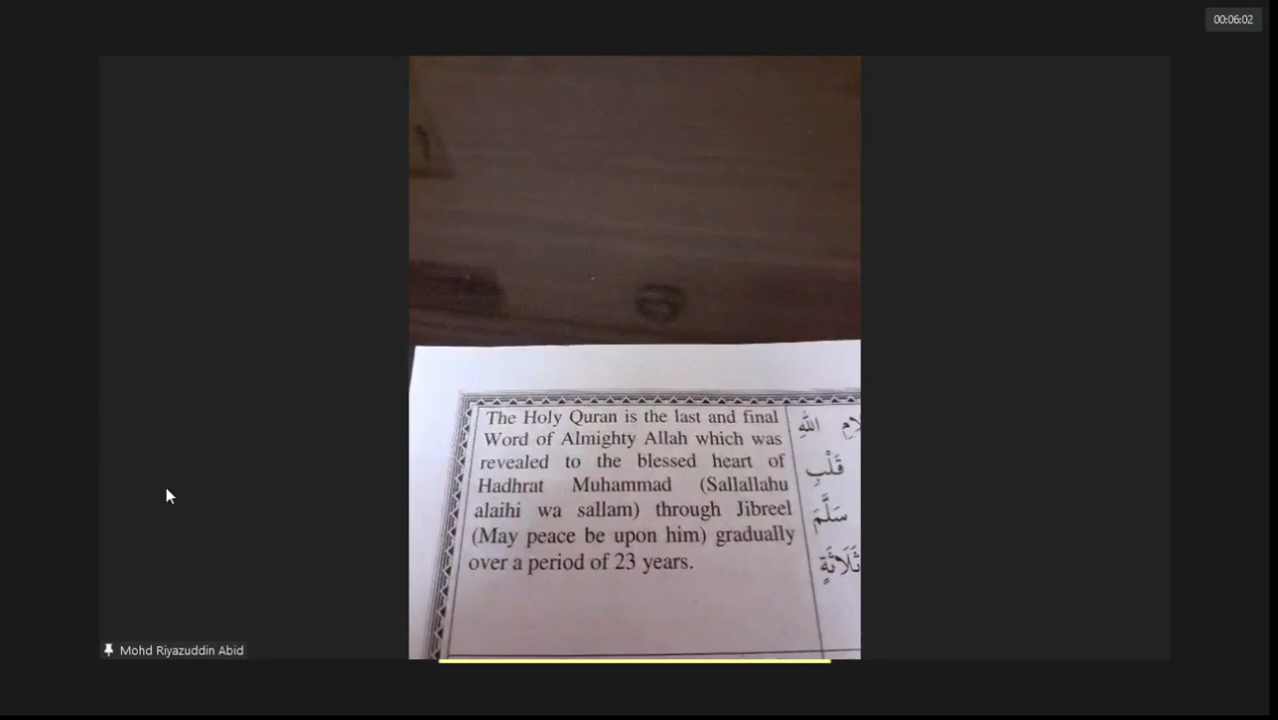 00:06:02
The Holy Quran is the last and final
Word of Almighty Allah which was
revealed to the blessed heart of
Hadhrat Muhammad (Sallallahu
alaihi wa sallam) through Jibreel
(May peace be upon him) gradually
over a period of 23 years.
اللهِ
قَلْبِ
سَلَّمَ
ثَلَاثَةٍ
Mohd Riyazuddin Abid